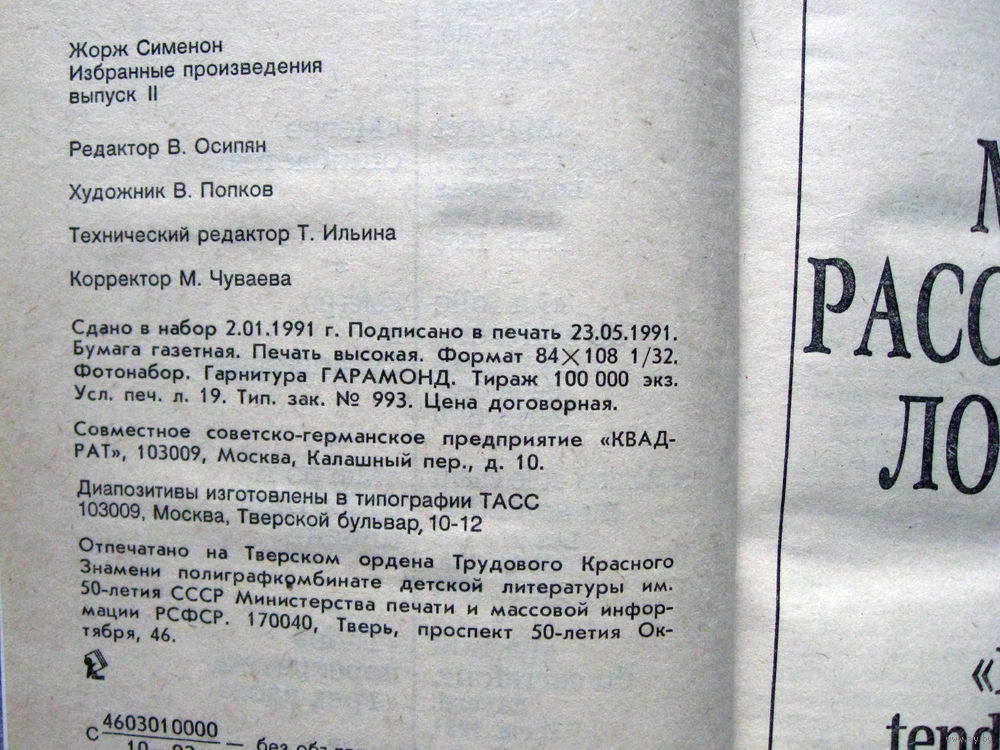 Жорж Сименон
Избранные произведения
выпуск II
Редактор В. Осипян
Художник В. Попков
Технический редактор Т. Ильина
Корректор М. Чуваева
Сдано в набор 2.01.1991 г. Подписано в печать 23.05.1991.
Бумага газетная. Печать высокая. Формат 84×108 1/32.
Фотонабор. Гарнитура ГАРАМОНД. Тираж 100 000 экз.
Усл. печ. л. 19. Тип. зак. № 993. Цена договорная.
Совместное советско-германское предприятие «КВАД-
РАТ», 103009, Москва, Калашный пер., д. 10.
Диапозитивы изготовлены в типографии ТАСС
103009, Москва, Тверской бульвар, 10-12
Отпечатано на Тверском ордена Трудового Красного
Знамени полиграфкомбинате детской литературы им.
50-летия СССР Министерства печати и массовой инфор-
мации РСФСР. 170040, Тверь, проспект 50-летия Ок-
тября, 46.
С 4603010000
— без
М
РАСС
ЛО
tend